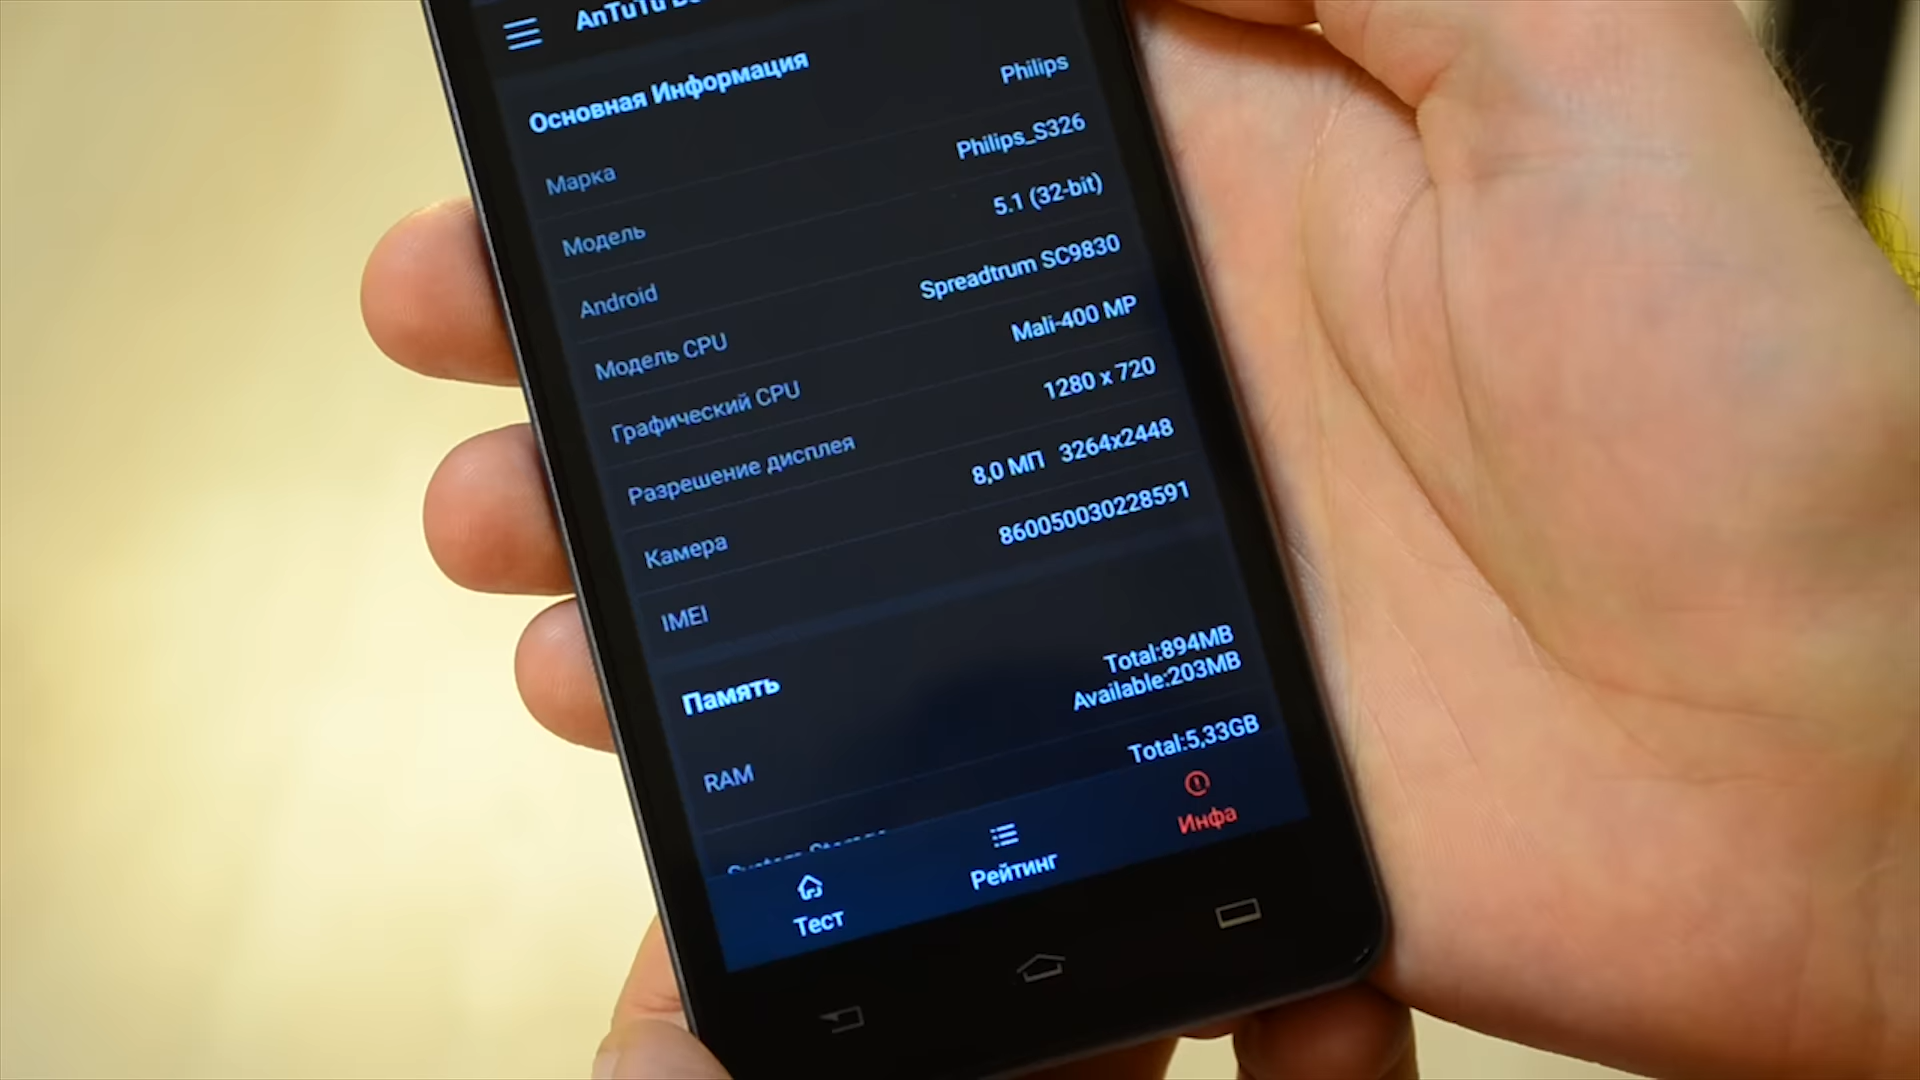 AnTuTu
Основная Информация
Марка Philips
Модель Philips_S326
Android 5.1 (32-bit)
Модель CPU Spreadtrum SC9830
Графический CPU Mali-400 MP
Разрешение дисплея 1280 x 720
Камера 8,0 МП 3264x2448
IMEI 860050030228591
Память
RAM Total:894MB
Available:203MB
Total:5,33GB
Тест Рейтинг Инфа